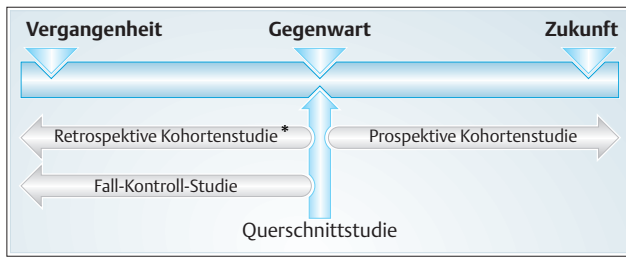 Vergangenheit Gegenwart Zukunft
Retrospektive Kohortenstudie* Prospektive Kohortenstudie
Fall-Kontroll-Studie
Querschnittstudie